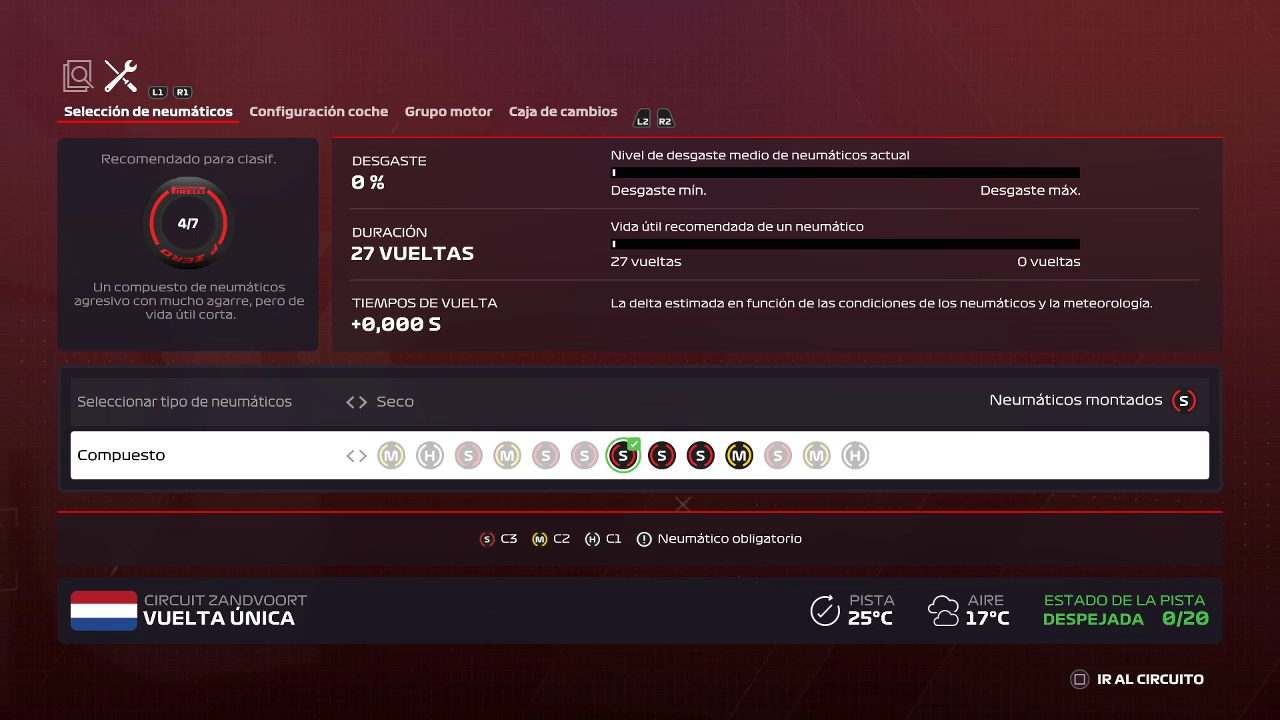 L1 R1
Selección de neumáticos Configuración coche Grupo motor Caja de cambios L2 R2
Recomendado para clasif.
PIRELLI
4/7
P ZERO
Un compuesto de neumáticos
agresivo con mucho agarre, pero de
vida útil corta.
DESGASTE
0 %
Nivel de desgaste medio de neumáticos actual
Desgaste mín. Desgaste máx.
DURACIÓN
27 VUELTAS
Vida útil recomendada de un neumático
27 vueltas 0 vueltas
TIEMPOS DE VUELTA
+0,000 S
La delta estimada en función de las condiciones de los neumáticos y la meteorología.
Seleccionar tipo de neumáticos Seco Neumáticos montados S
Compuesto M H S M S S S S S M S M H
S C3 M C2 H C1 ! Neumático obligatorio
CIRCUIT ZANDVOORT
VUELTA ÚNICA
PISTA
25°C
AIRE
17°C
ESTADO DE LA PISTA
DESPEJADA 0/20
IR AL CIRCUITO